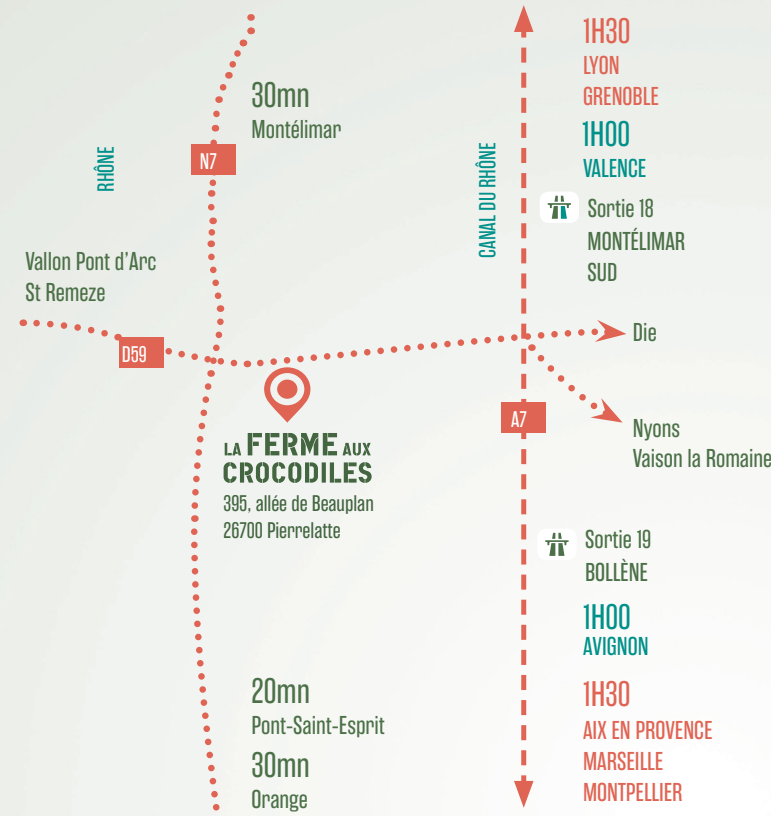 1H30
LYON
GRENOBLE
30mn
Montélimar
1H00
VALENCE
RHÔNE
N7
CANAL DU RHÔNE
Sortie 18
MONTÉLIMAR
SUD
Vallon Pont d'Arc
St Remeze
D59
Die
A7
Nyons
Vaison la Romaine
LA FERME AUX
CROCODILES
395, allée de Beauplan
26700 Pierrelatte
Sortie 19
BOLLÈNE
1H00
AVIGNON
20mn
Pont-Saint-Esprit
30mn
Orange
1H30
AIX EN PROVENCE
MARSEILLE
MONTPELLIER